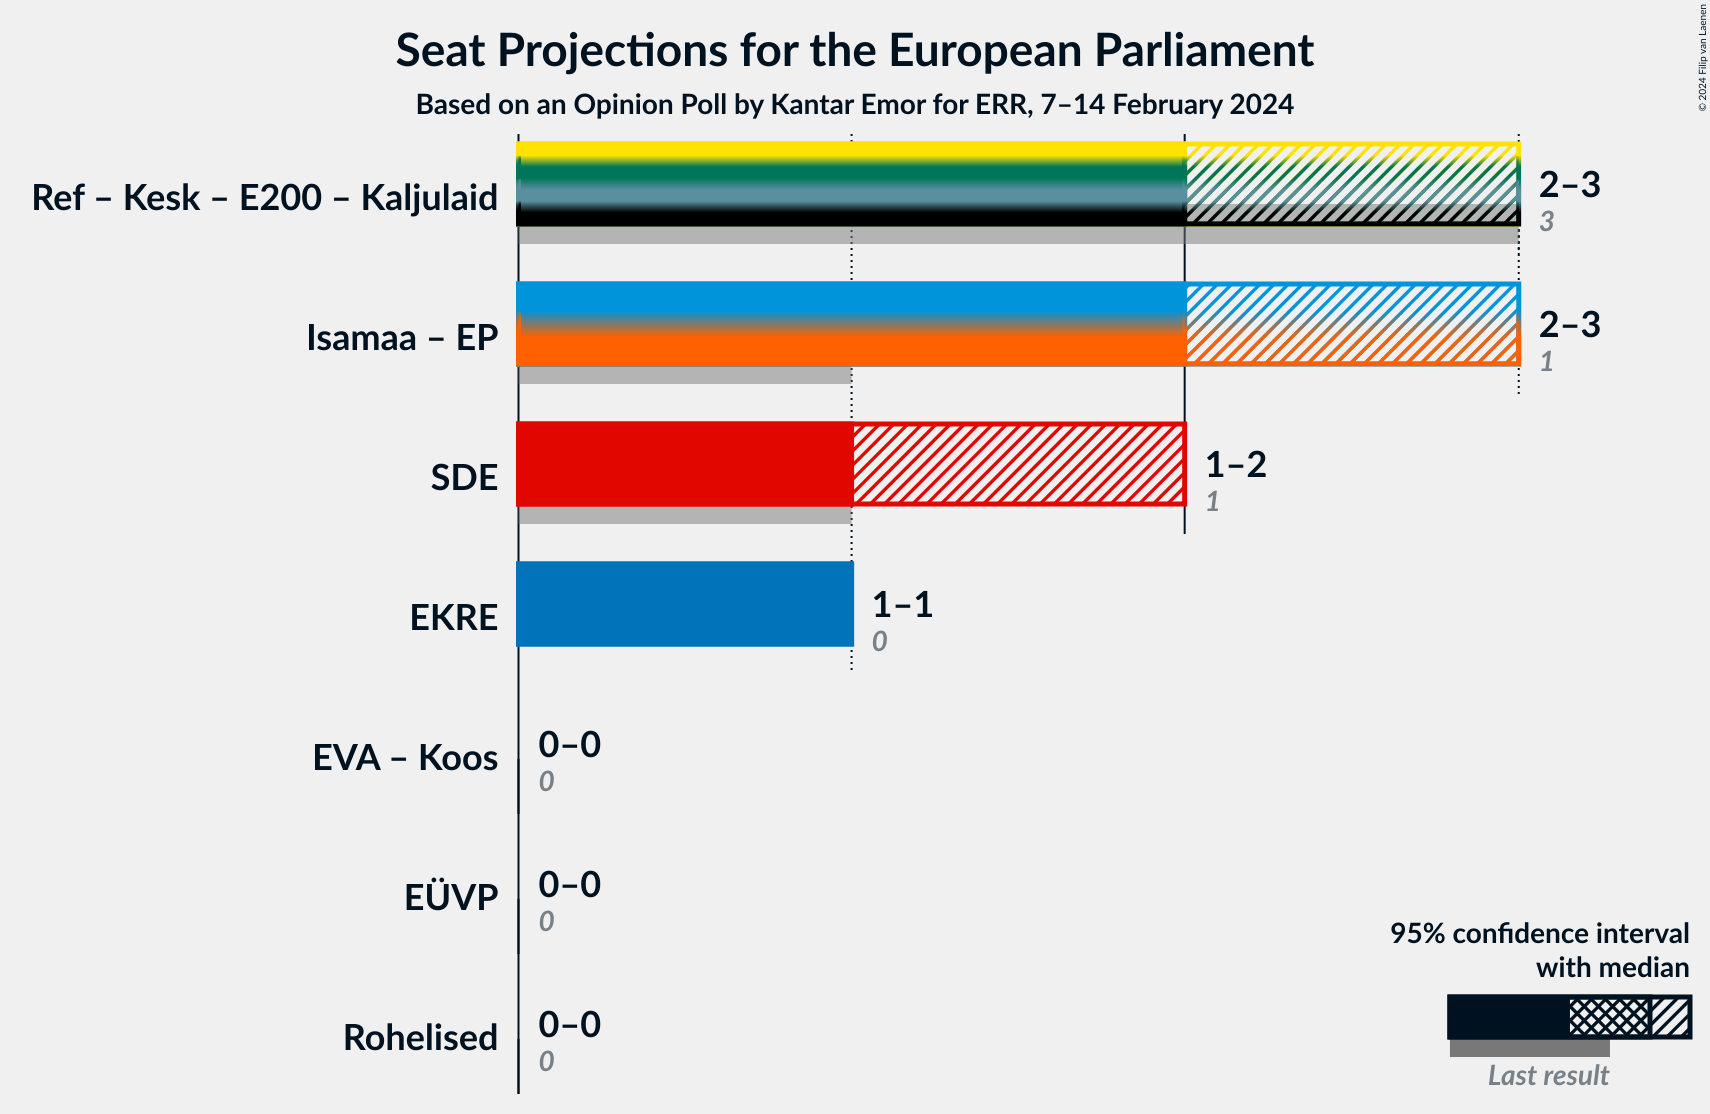 Seat Projections for the European Parliament
Based on an Opinion Poll by Kantar Emor for ERR, 7–14 February 2024
© 2024 Filip van Laenen
Ref – Kesk – E200 – Kaljulaid
2–3
3
Isamaa – EP
2–3
1
SDE
1–2
1
EKRE
1–1
0
EVA – Koos
0–0
0
EÜVP
0–0
0
Rohelised
0–0
0
95% confidence interval
with median
Last result